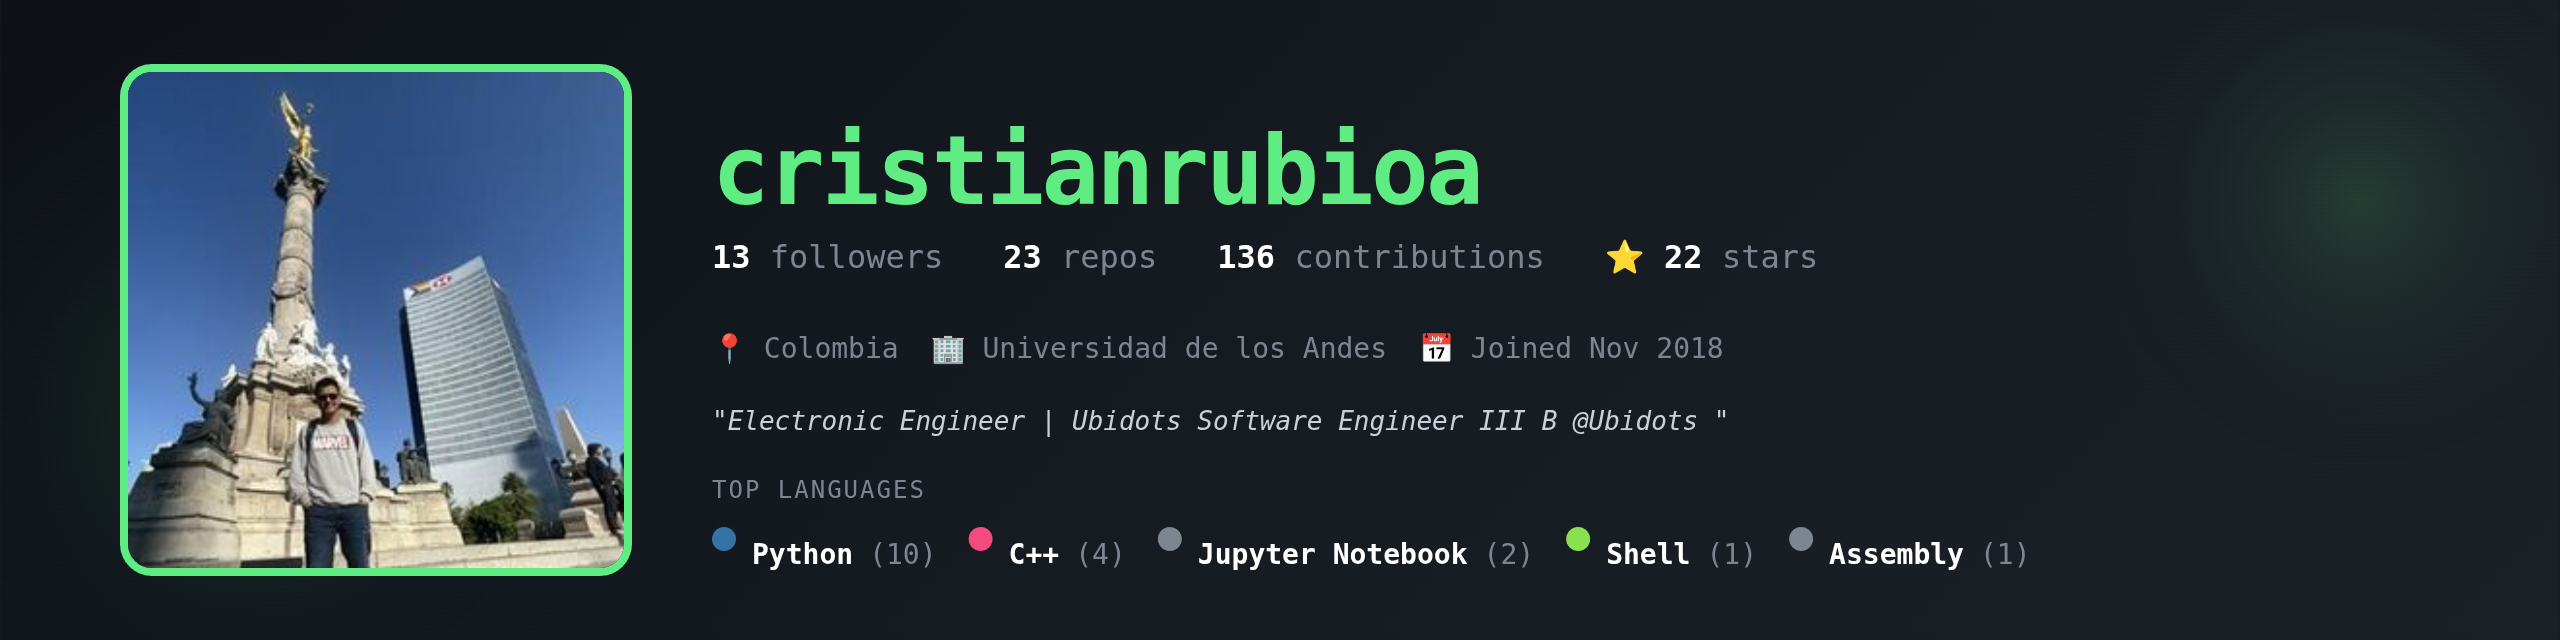 cristianrubioa
13 followers 23 repos 136 contributions ⭐ 22 stars
📍 Colombia 🏢 Universidad de los Andes 📅 Joined Nov 2018
"Electronic Engineer | Ubidots Software Engineer III B @Ubidots "
TOP LANGUAGES
Python (10) C++ (4) Jupyter Notebook (2) Shell (1) Assembly (1)
MARVEL